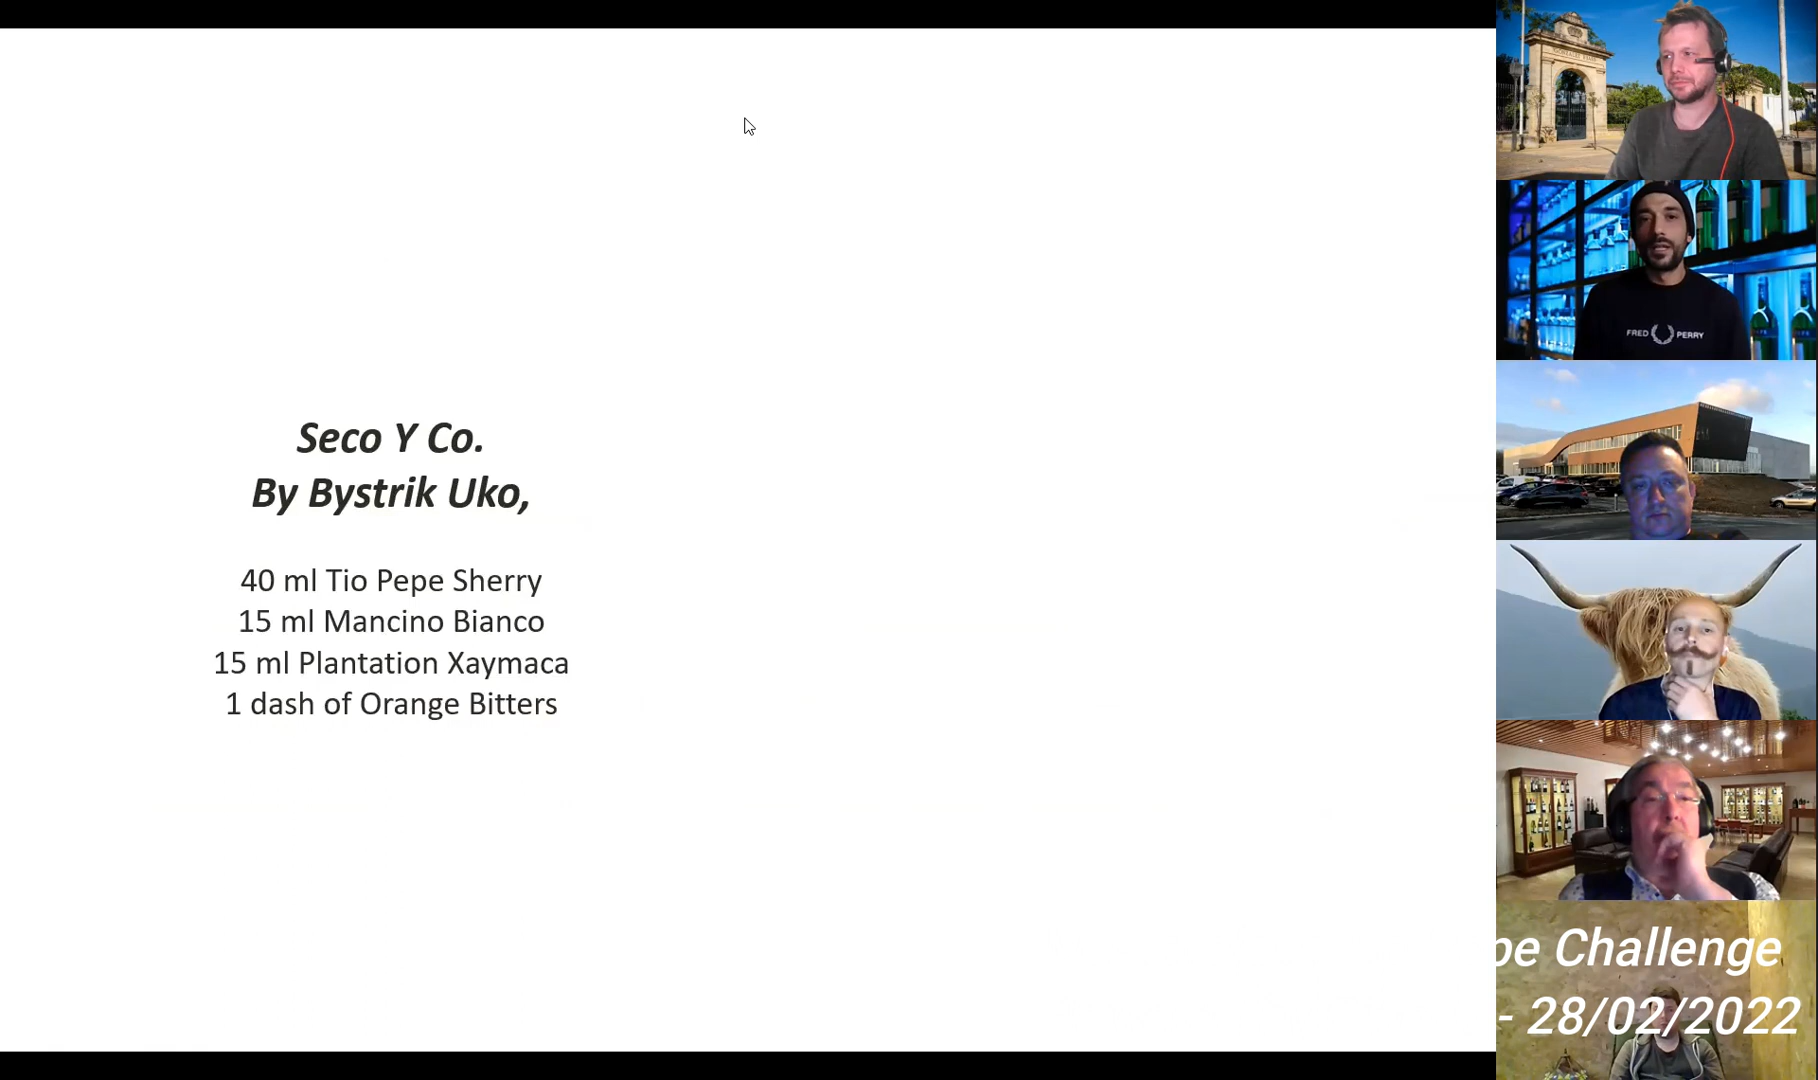 Seco Y Co.
By Bystrik Uko,
40 ml Tio Pepe Sherry
15 ml Mancino Bianco
15 ml Plantation Xaymaca
1 dash of Orange Bitters
FRED PERRY
pe Challenge
- 28/02/2022